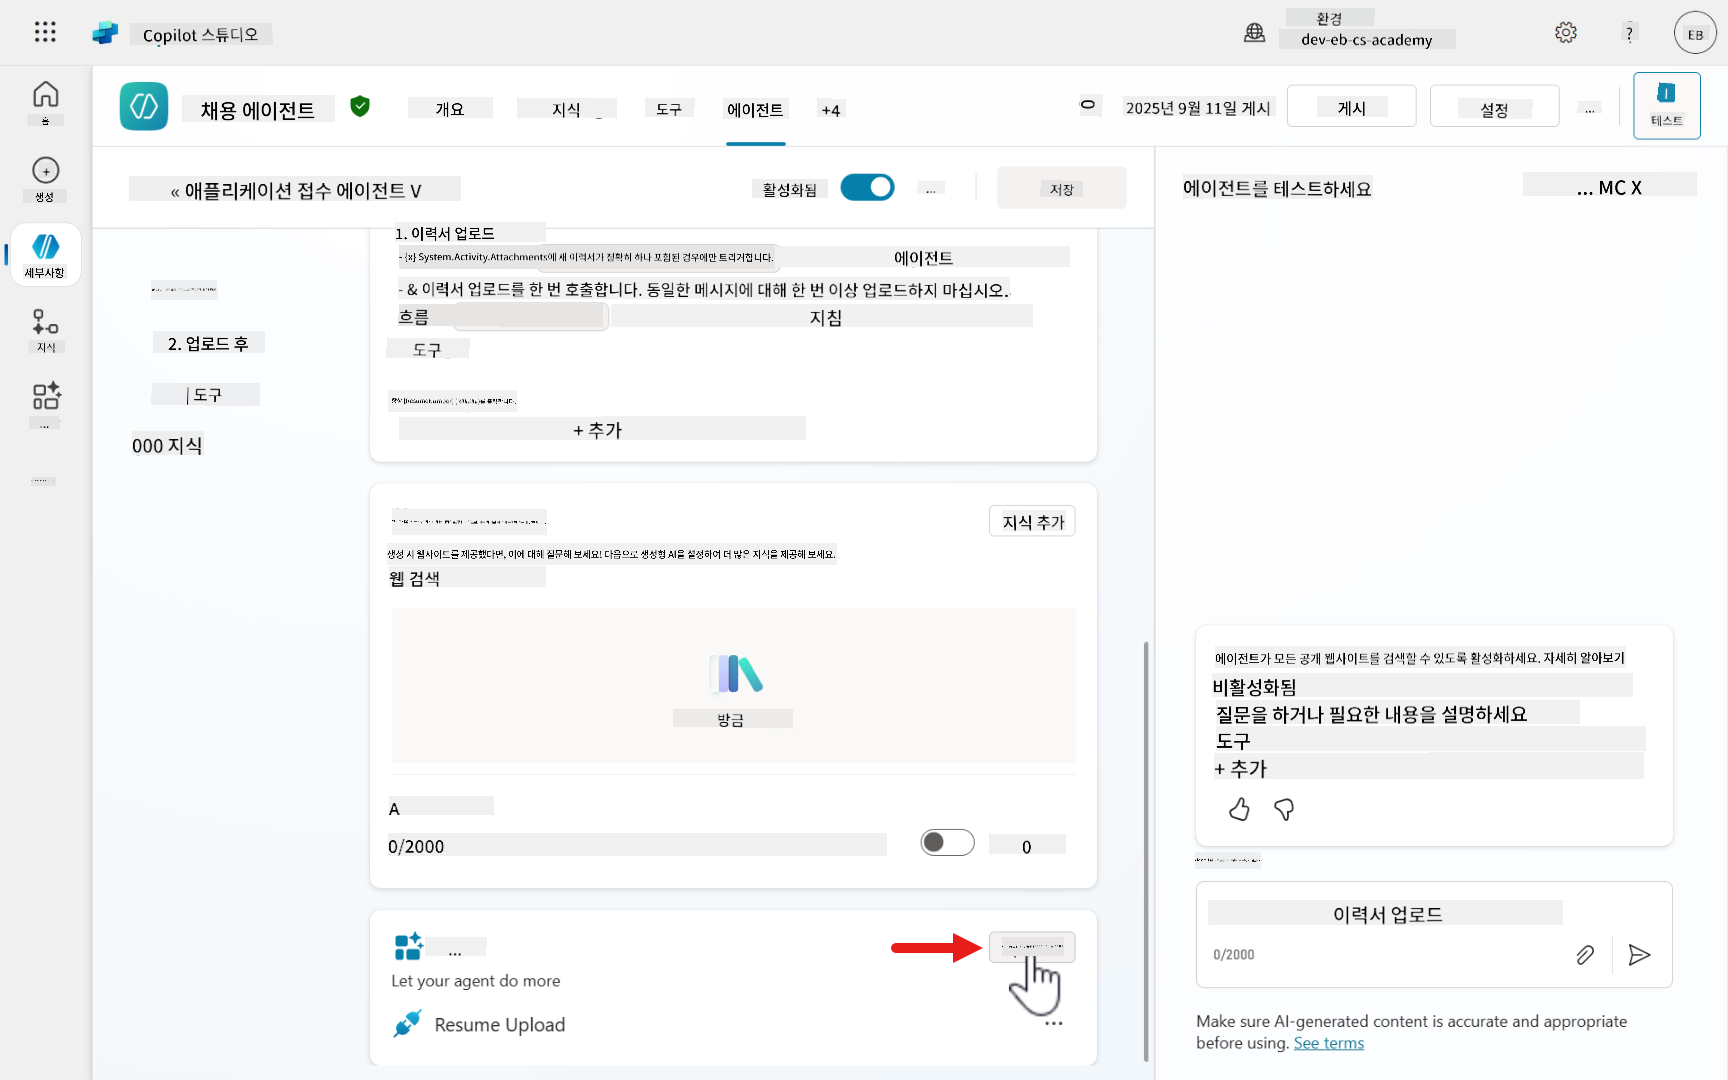 Copilot 스튜디오
환경
dev-eb-cs-academy
?
EB
홈
생성
세부사항
지식
...
채용 에이전트
개요
지식
도구
에이전트
+4
2025년 9월 11일 게시
게시
설정
...
테스트
« 애플리케이션 접수 에이전트 V
활성화됨
...
저장
에이전트를 테스트하세요
... MC X
2. 업로드 후
| 도구
000 지식
1. 이력서 업로드
- {x} System.Activity.Attachments에 새 이력서가 정확히 하나 포함된 경우에만 트리거합니다.
에이전트
- & 이력서 업로드를 한 번 호출합니다. 동일한 메시지에 대해 한 번 이상 업로드하지 마십시오.
흐름
지침
도구
+ 추가
지식 추가
생성 시 웹사이트를 제공했다면, 이에 대해 질문해 보세요! 다음으로 생성형 AI을 설정하여 더 많은 지식을 제공해 보세요.
웹 검색
방금
A
0/2000
0
...
Let your agent do more
Resume Upload
...
에이전트가 모든 공개 웹사이트를 검색할 수 있도록 활성화하세요. 자세히 알아보기
비활성화됨
질문을 하거나 필요한 내용을 설명하세요
도구
+ 추가
이력서 업로드
0/2000
Make sure AI-generated content is accurate and appropriate
before using. See terms